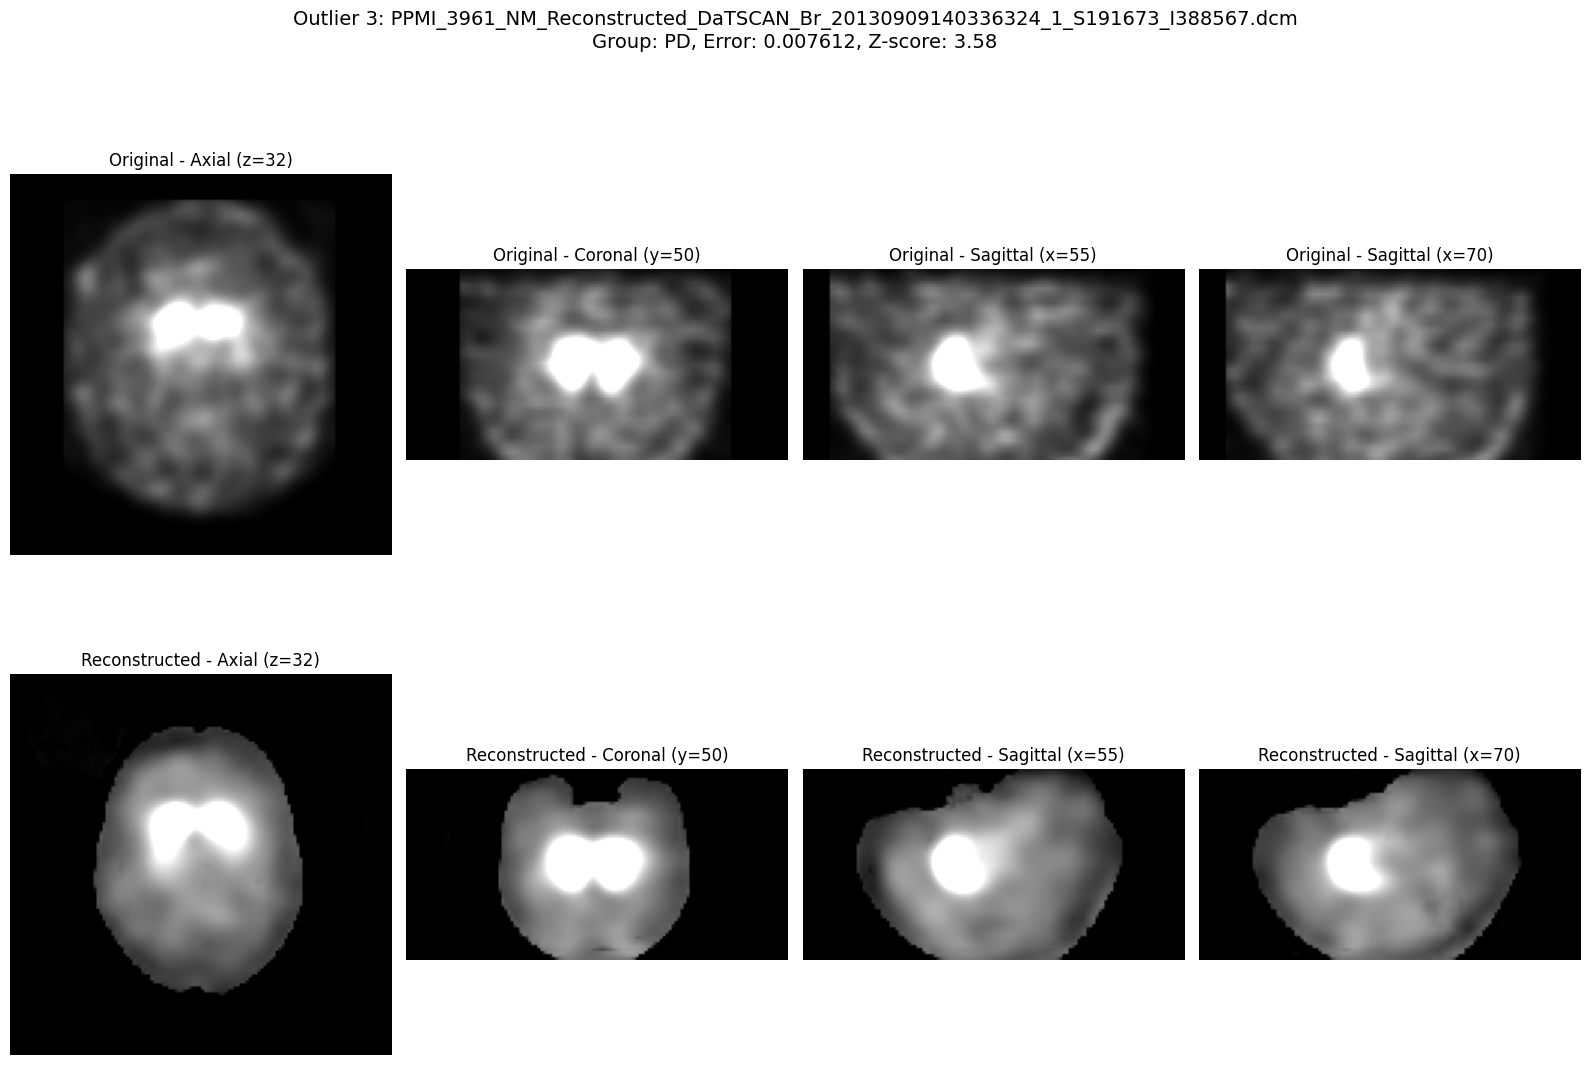 Outlier 3: PPMI_3961_NM_Reconstructed_DaTSCAN_Br_20130909140336324_1_S191673_I388567.dcm
Group: PD, Error: 0.007612, Z-score: 3.58
Original - Axial (z=32)
Original - Coronal (y=50)
Original - Sagittal (x=55)
Original - Sagittal (x=70)
Reconstructed - Axial (z=32)
Reconstructed - Coronal (y=50)
Reconstructed - Sagittal (x=55)
Reconstructed - Sagittal (x=70)